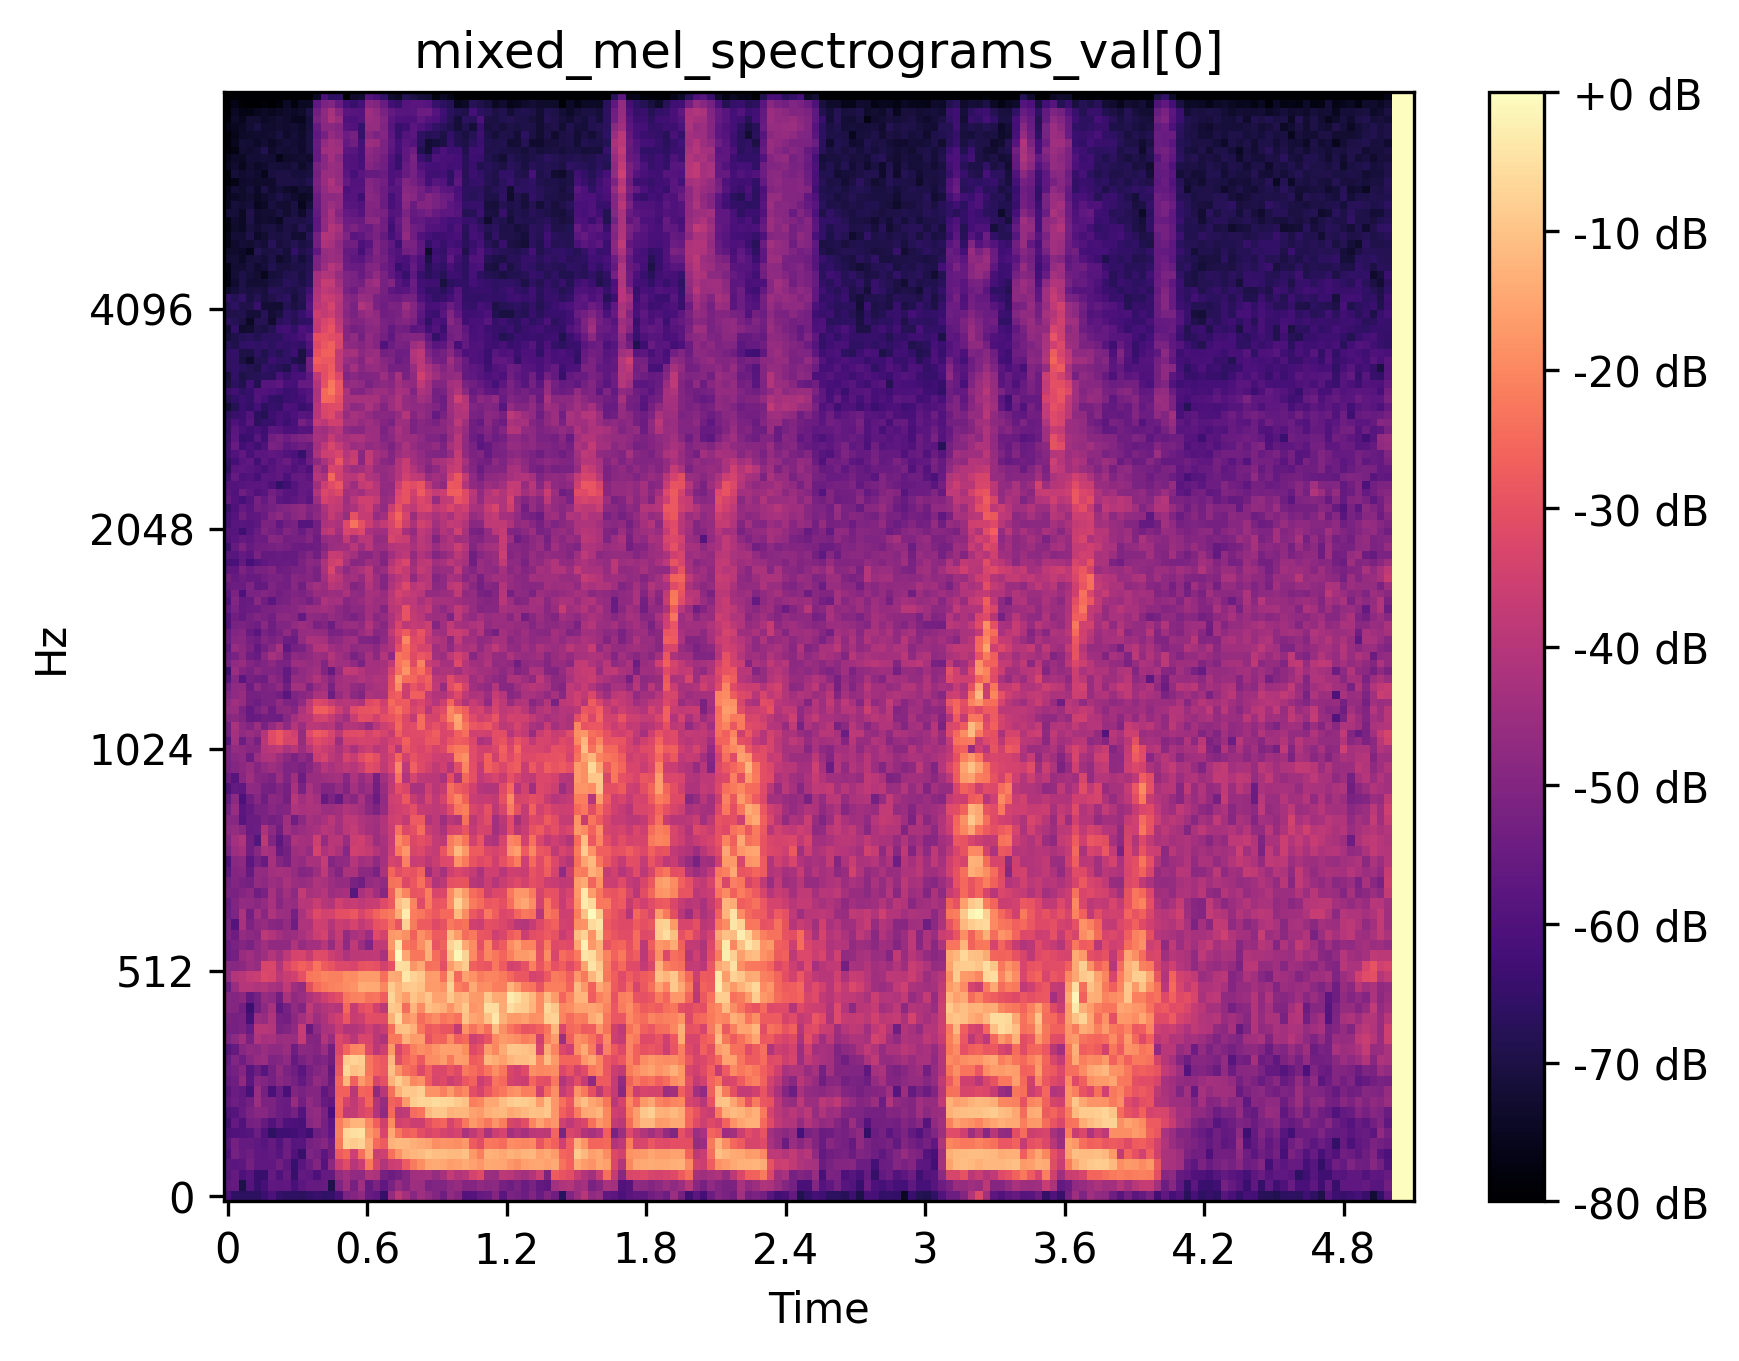 mixed_mel_spectrograms_val[0]
+0 dB
-10 dB
-20 dB
-30 dB
-40 dB
-50 dB
-60 dB
-70 dB
-80 dB
Hz
4096
2048
1024
512
0
0 0.6 1.2 1.8 2.4 3 3.6 4.2 4.8
Time